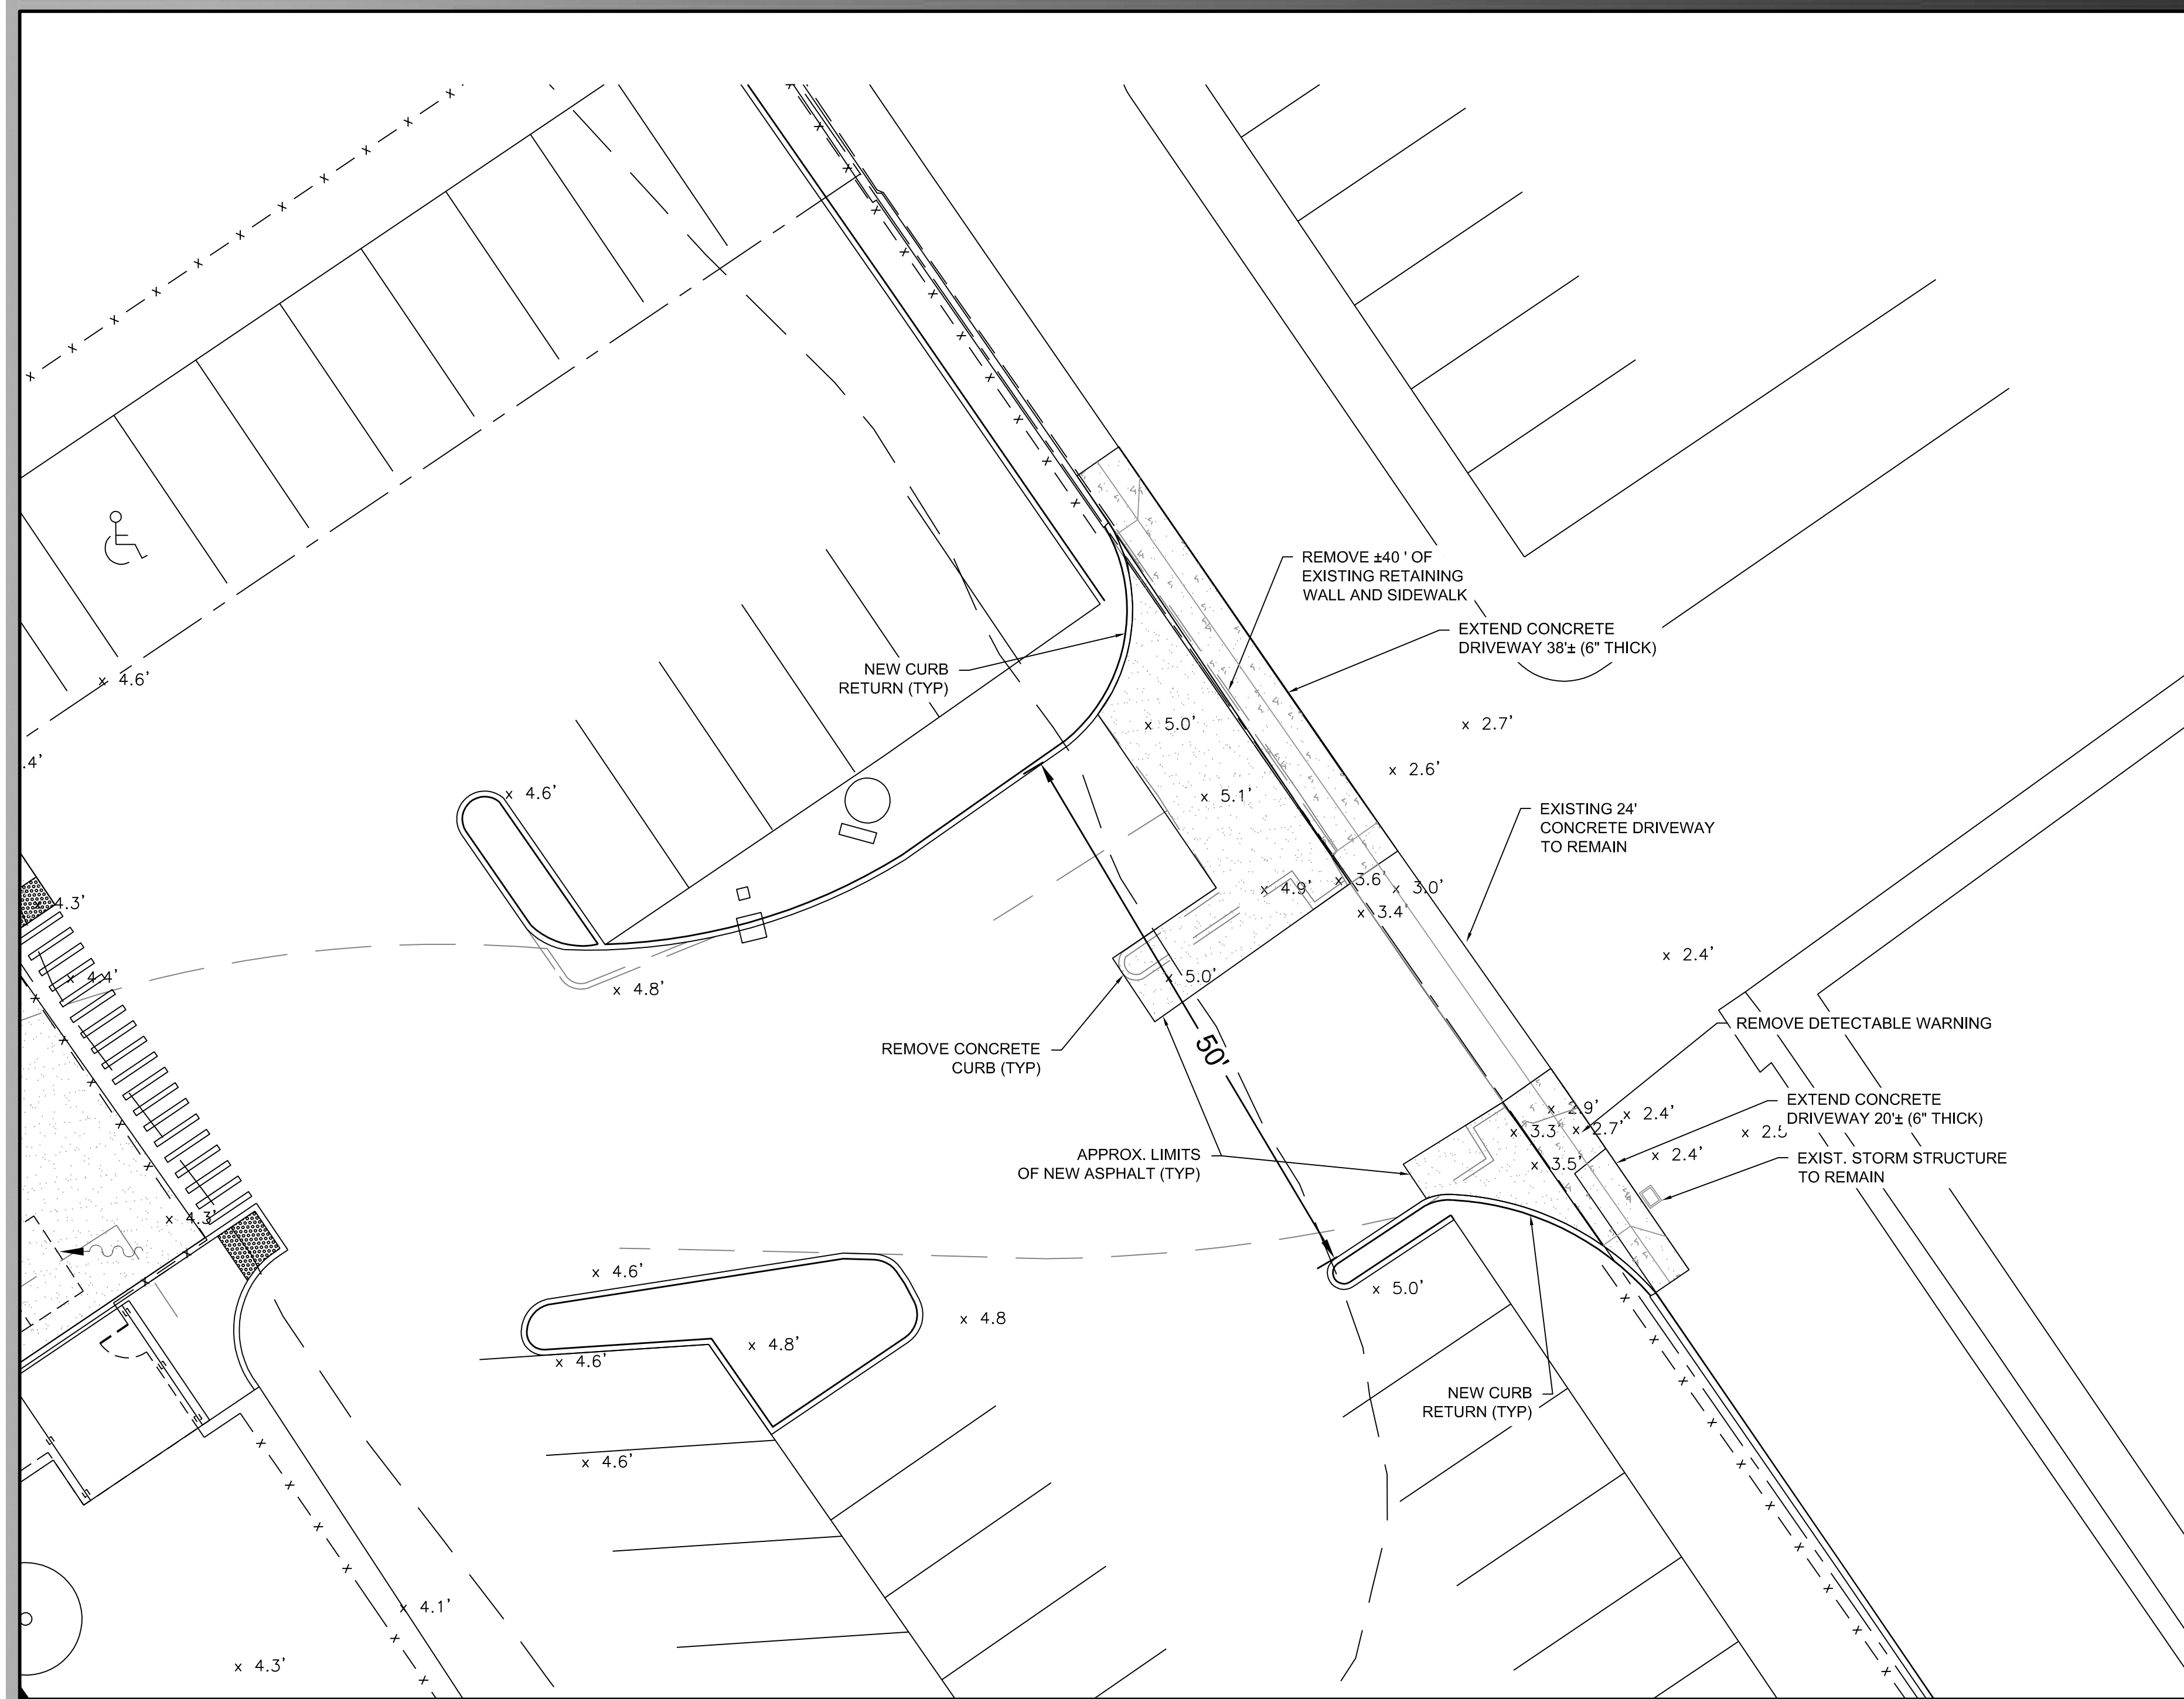 REMOVE ±40 ' OF
EXISTING RETAINING
WALL AND SIDEWALK
EXTEND CONCRETE
DRIVEWAY 38'± (6" THICK)
NEW CURB
RETURN (TYP)
x 4.6'
x 5.0'
x 2.7'
.4'
x 2.6'
x 4.6'
x 5.1'
EXISTING 24'
CONCRETE DRIVEWAY
TO REMAIN
x 4.9'
x 3.6'
x 3.0'
x 4.3'
x 3.4'
x 2.4'
x 4.4'
x 4.8'
x 5.0'
REMOVE DETECTABLE WARNING
REMOVE CONCRETE
CURB (TYP)
50'
EXTEND CONCRETE
DRIVEWAY 20'± (6" THICK)
x 2.9'
x 2.4'
x 3.3'
x 2.7'
APPROX. LIMITS
OF NEW ASPHALT (TYP)
x 3.5'
x 2.4'
EXIST. STORM STRUCTURE
TO REMAIN
x 4.3'
x 4.6'
x 5.0'
x 4.8
x 4.8'
x 4.6'
NEW CURB
RETURN (TYP)
x 4.6'
x 4.1'
x 4.3'